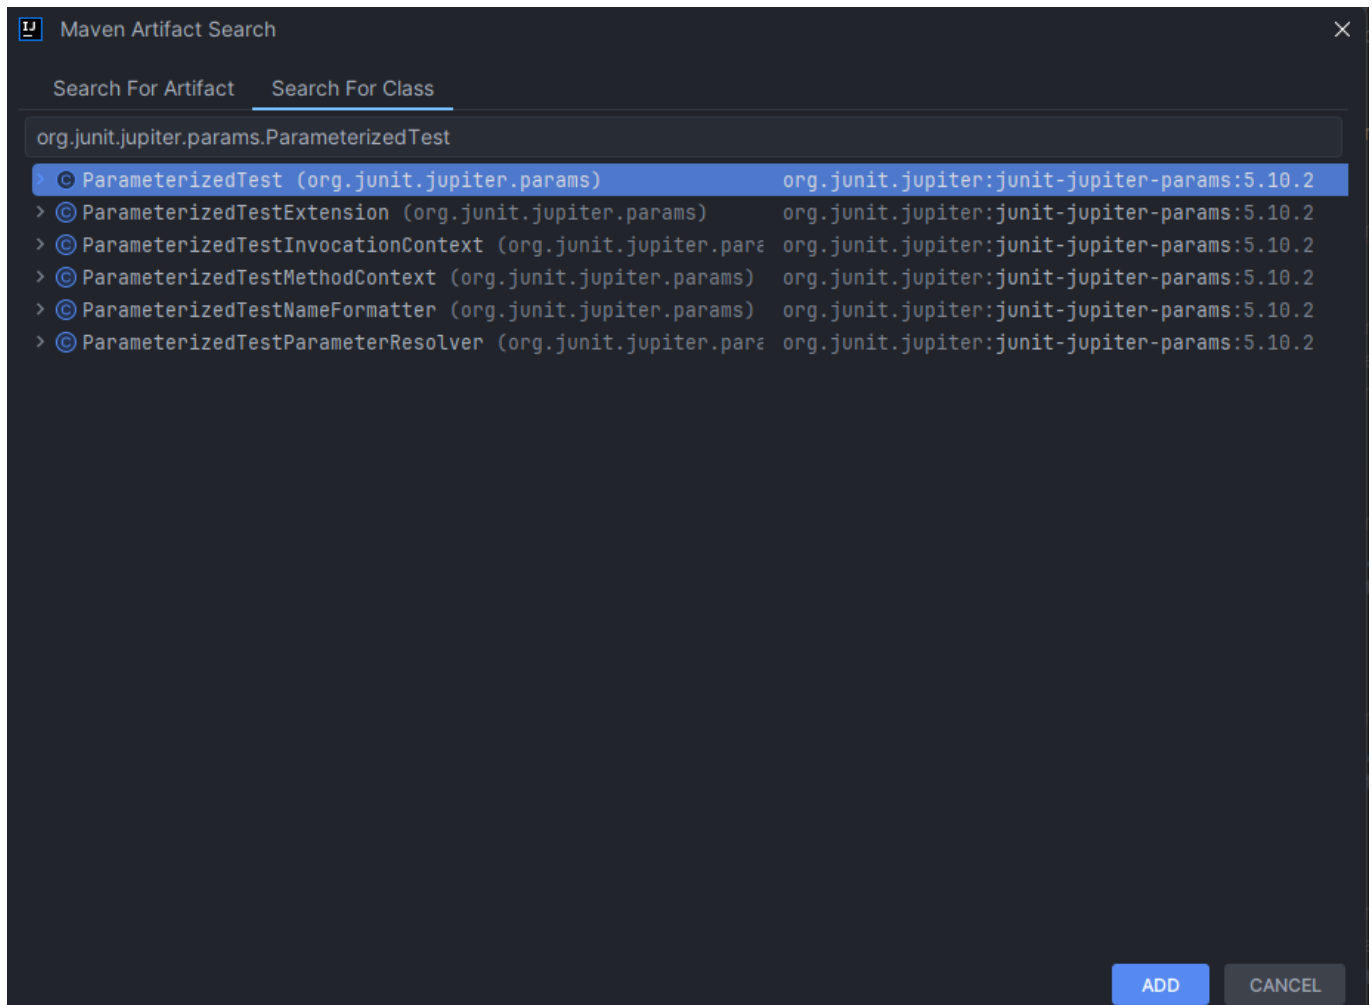 IJ Maven Artifact Search
Search For Artifact Search For Class
org.junit.jupiter.params.ParameterizedTest
ParameterizedTest (org.junit.jupiter.params) org.junit.jupiter:junit-jupiter-params:5.10.2
ParameterizedTestExtension (org.junit.jupiter.params) org.junit.jupiter:junit-jupiter-params:5.10.2
ParameterizedTestInvocationContext (org.junit.jupiter.para org.junit.jupiter:junit-jupiter-params:5.10.2
ParameterizedTestMethodContext (org.junit.jupiter.params) org.junit.jupiter:junit-jupiter-params:5.10.2
ParameterizedTestNameFormatter (org.junit.jupiter.params) org.junit.jupiter:junit-jupiter-params:5.10.2
ParameterizedTestParameterResolver (org.junit.jupiter.para org.junit.jupiter:junit-jupiter-params:5.10.2
ADD CANCEL